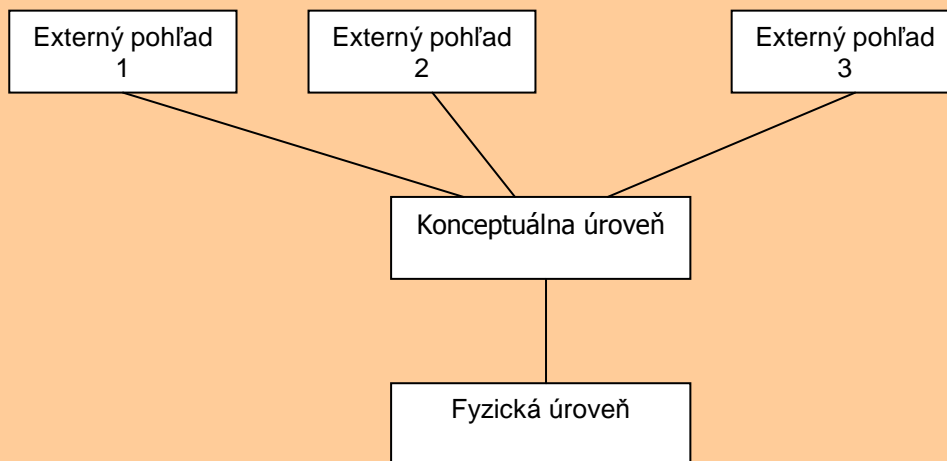 Externý pohľad
1
Externý pohľad
2
Externý pohľad
3
Konceptuálna úroveň
Fyzická úroveň